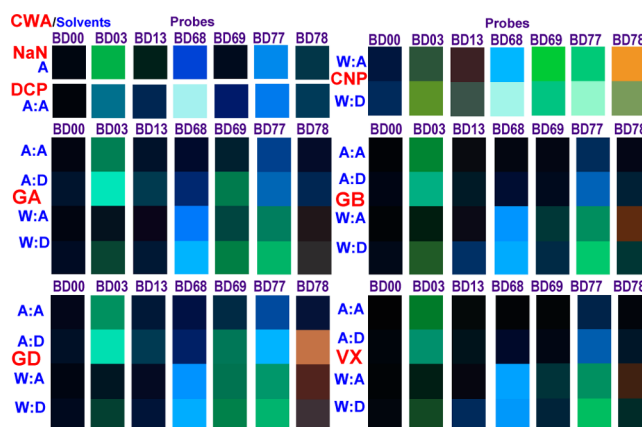 CWA/Solvents Probes Probes
BD00 BD03 BD13 BD68 BD69 BD77 BD78
NaN
A
DCP
A:A
BD00 BD03 BD13 BD68 BD69 BD77 BD78
W:A
CNP
W:D
BD00 BD03 BD13 BD68 BD69 BD77 BD78
A:A
A:D
GA
W:A
W:D
BD00 BD03 BD13 BD68 BD69 BD77 BD78
A:A
A:D
GB
W:A
W:D
BD00 BD03 BD13 BD68 BD69 BD77 BD78
A:A
A:D
GD
W:A
W:D
BD00 BD03 BD13 BD68 BD69 BD77 BD78
A:A
A:D
VX
W:A
W:D